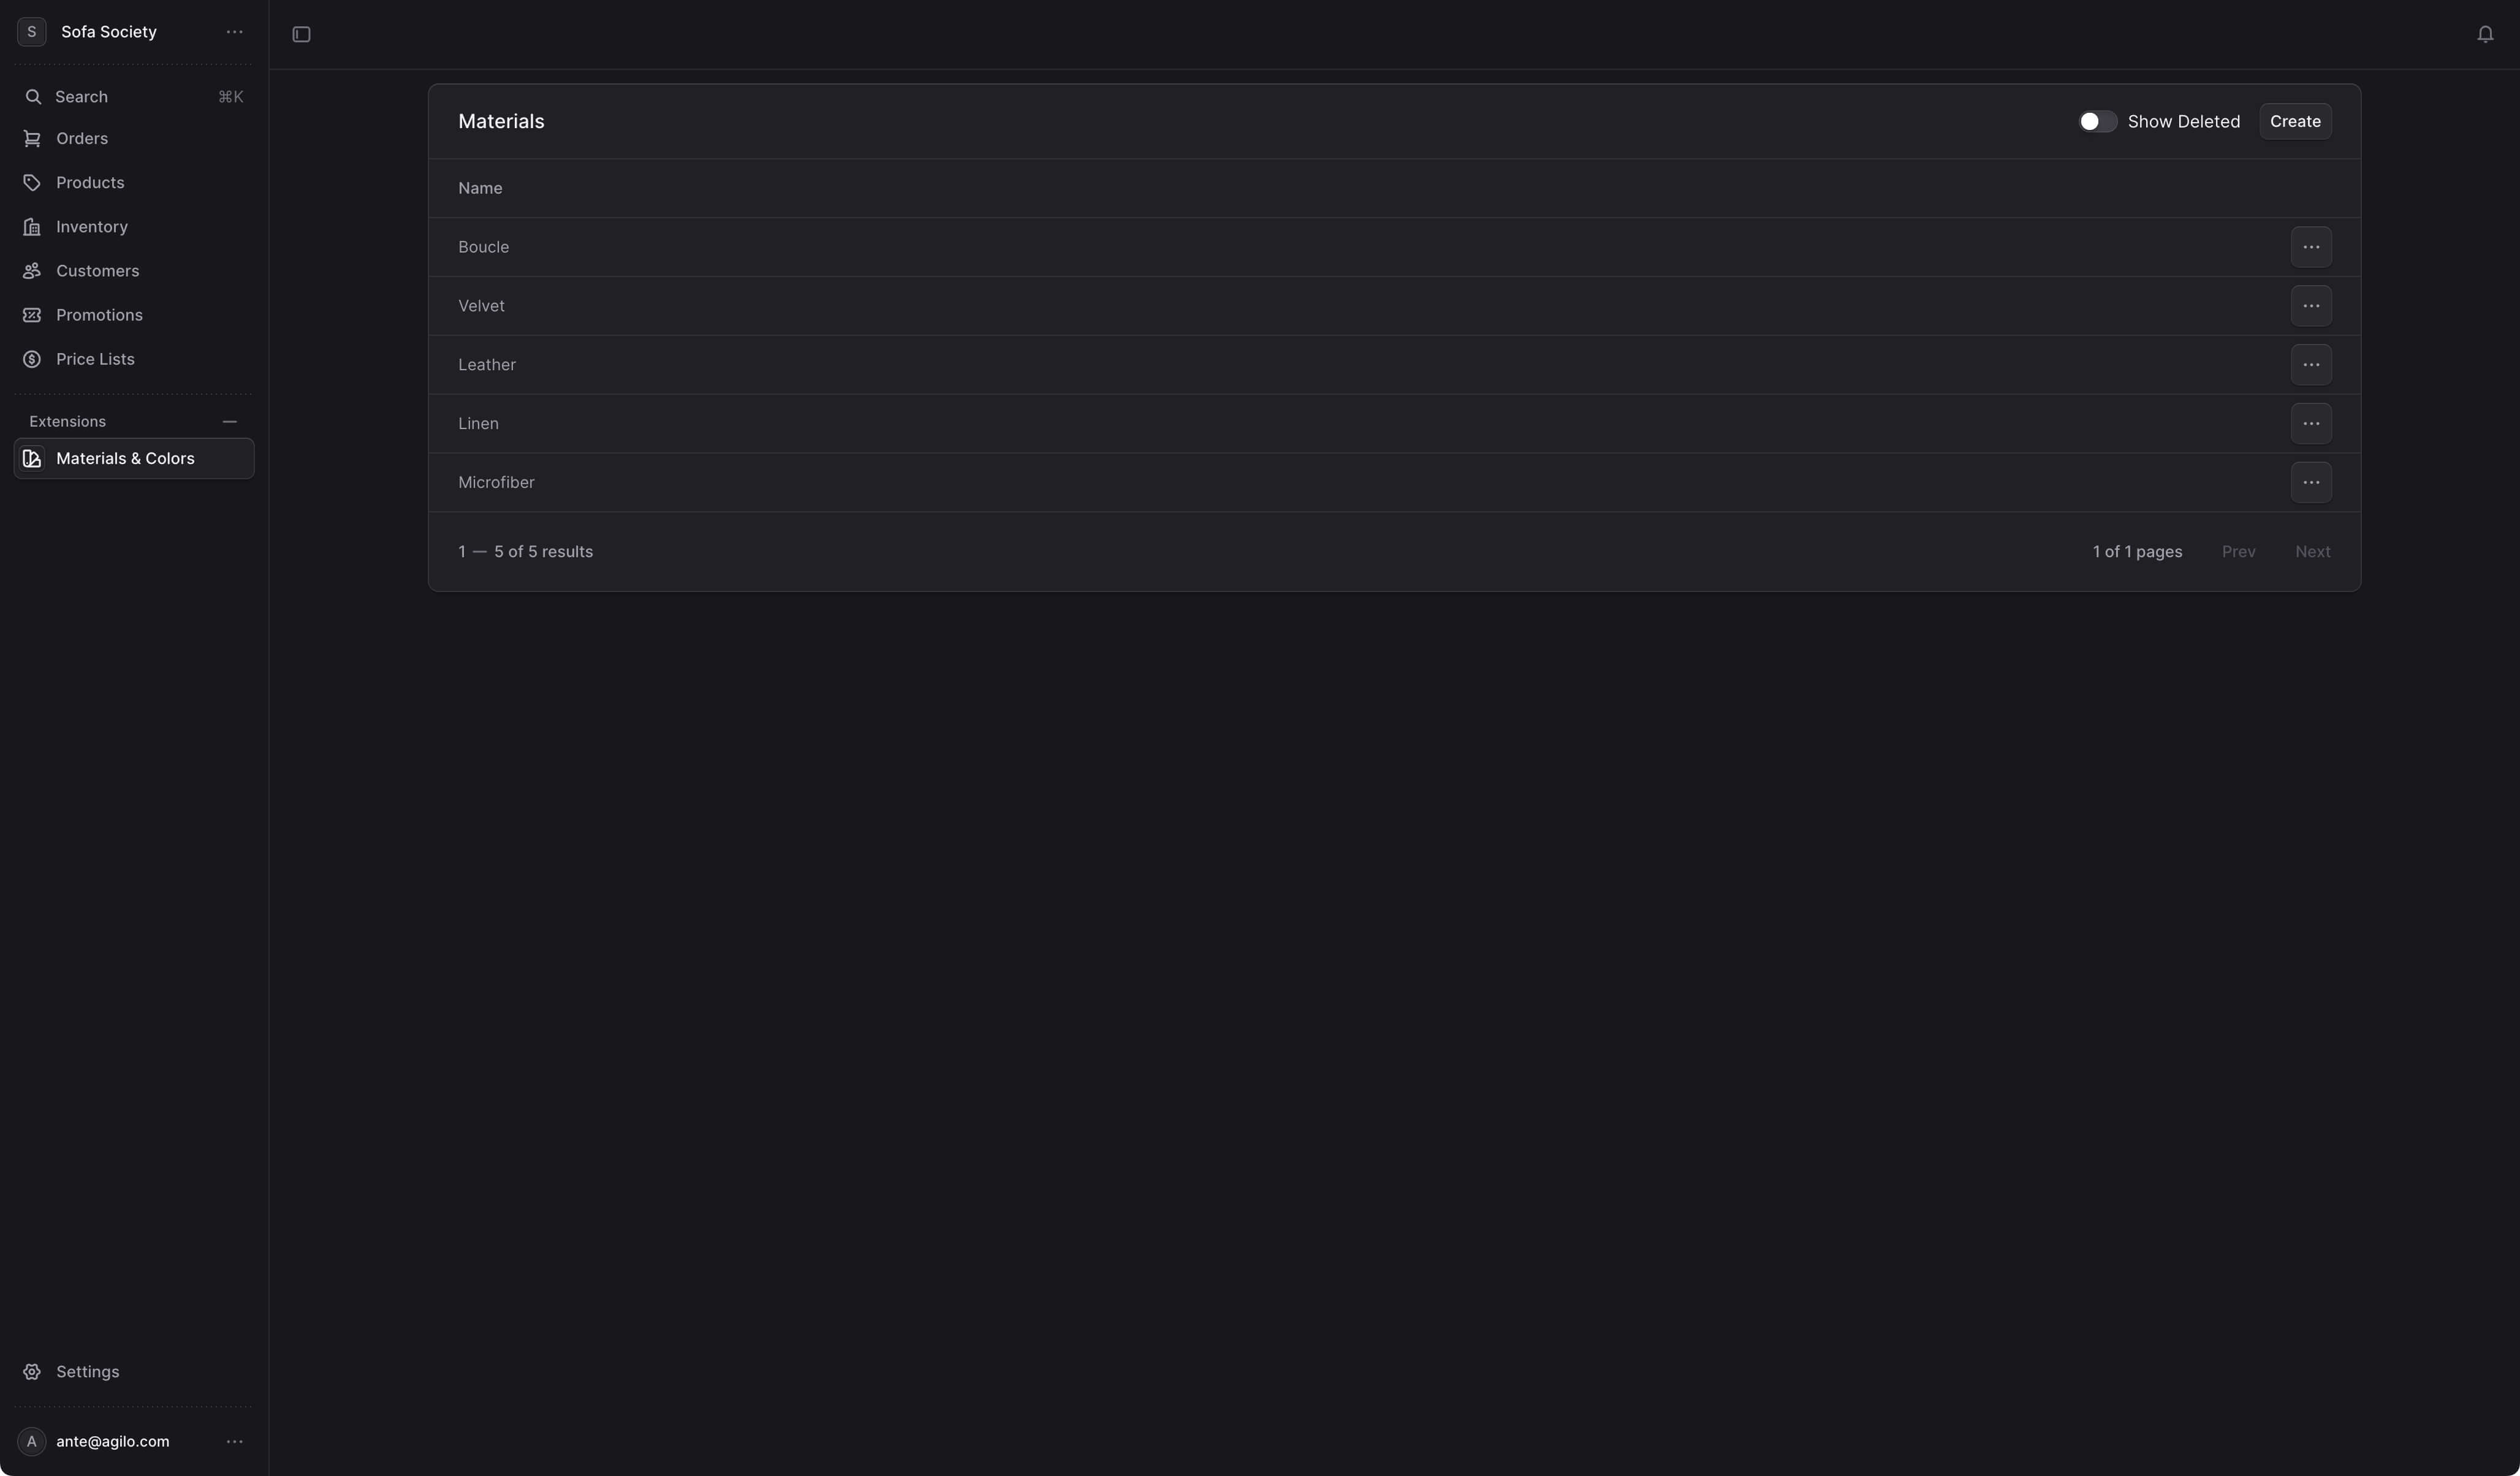 S Sofa Society
Search ⌘K
Orders
Products
Inventory
Customers
Promotions
Price Lists
Extensions
Materials & Colors
Settings
A ante@agilo.com
Materials Show Deleted Create
Name
Boucle
Velvet
Leather
Linen
Microfiber
1 — 5 of 5 results 1 of 1 pages Prev Next